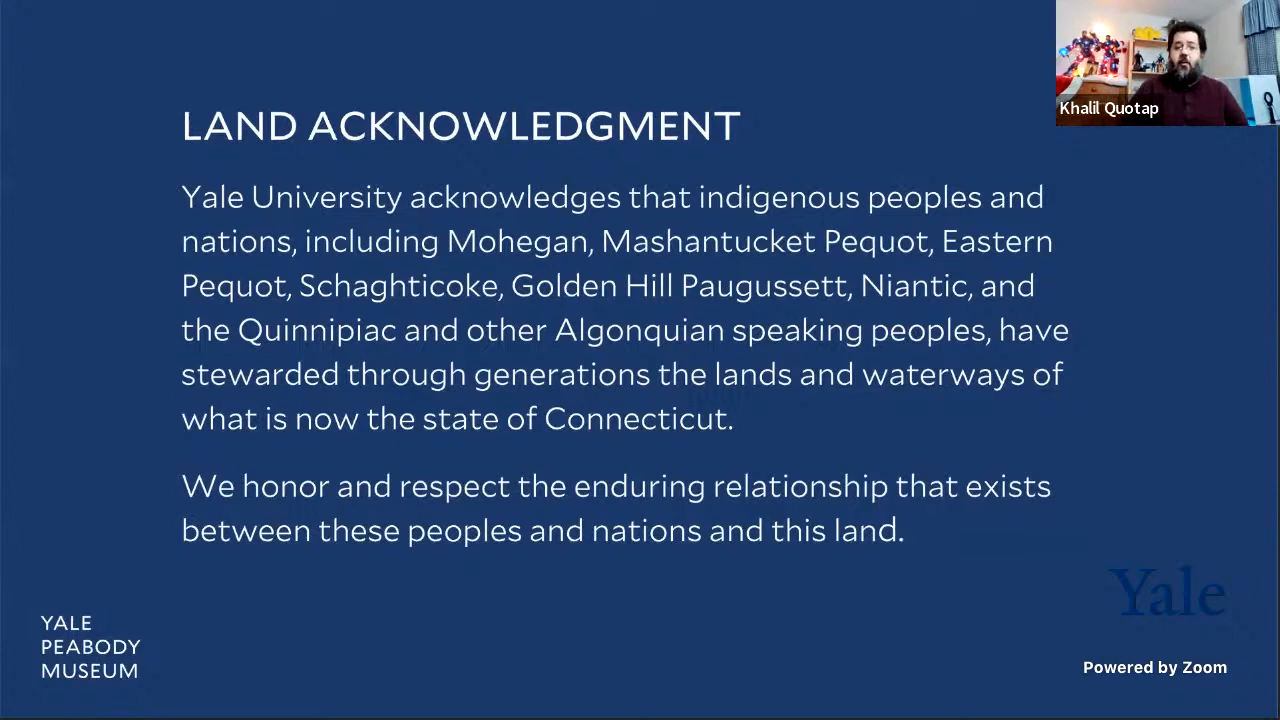 Khalil Quotap
LAND ACKNOWLEDGMENT
Yale University acknowledges that indigenous peoples and
nations, including Mohegan, Mashantucket Pequot, Eastern
Pequot, Schaghticoke, Golden Hill Paugussett, Niantic, and
the Quinnipiac and other Algonquian speaking peoples, have
stewarded through generations the lands and waterways of
what is now the state of Connecticut.
We honor and respect the enduring relationship that exists
between these peoples and nations and this land.
YALE
PEABODY
MUSEUM
Yale
Powered by Zoom